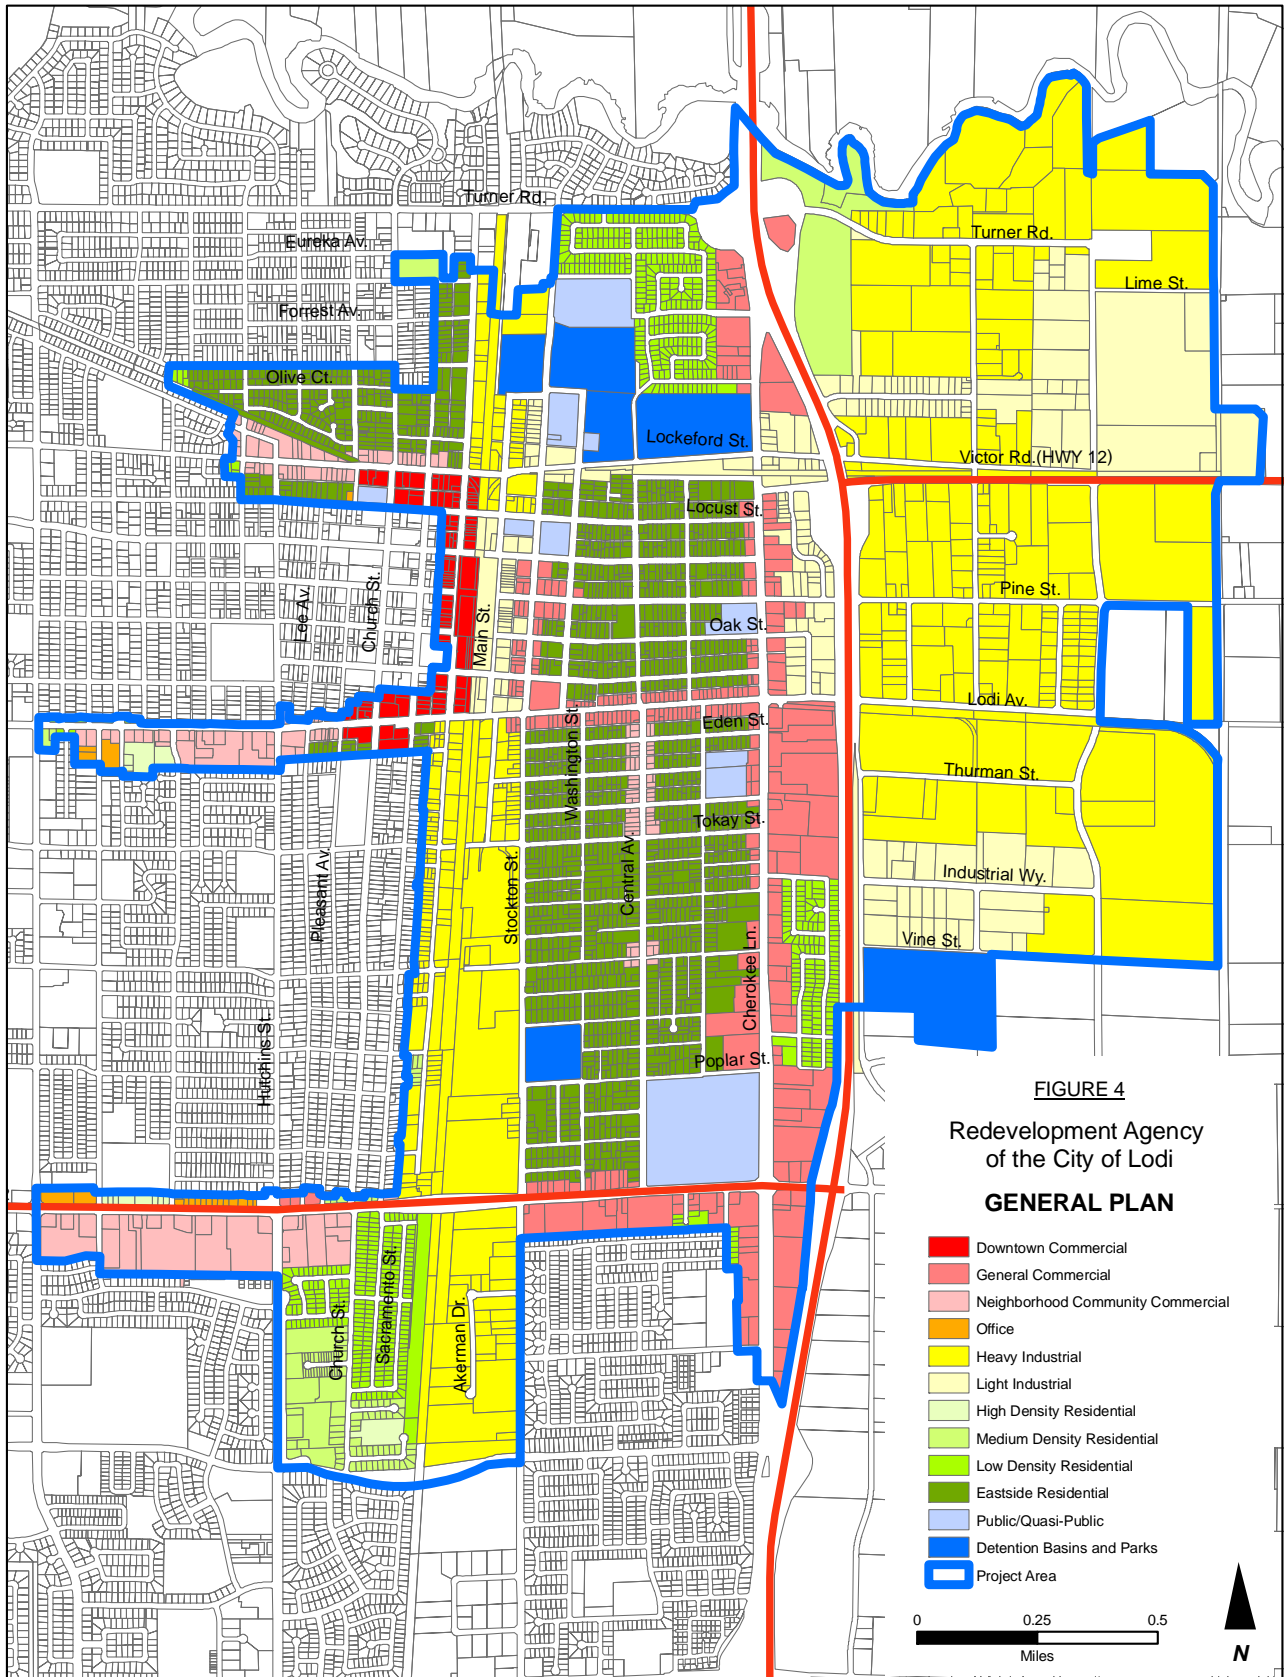 Turner Rd.
Eureka Av.
Turner Rd.
Lime St.
Forrest Av.
Olive Ct.
Lockeford St.
Victor Rd.(HWY 12)
Locust St.
Pine St.
Lee Av.
Church St.
Main St.
Oak St.
Lodi Av.
Eden St.
Washington St.
Thurman St.
Tokay St.
Central Av.
Industrial Wy.
Pleasant Av.
Stockton St.
Vine St.
Cherokee Ln.
Hutchins St.
Poplar St.
Church St.
Sacramento St.
Akerman Dr.
FIGURE 4
Redevelopment Agency
of the City of Lodi
GENERAL PLAN
Downtown Commercial
General Commercial
Neighborhood Community Commercial
Office
Heavy Industrial
Light Industrial
High Density Residential
Medium Density Residential
Low Density Residential
Eastside Residential
Public/Quasi-Public
Detention Basins and Parks
Project Area
0 0.25 0.5
Miles
N